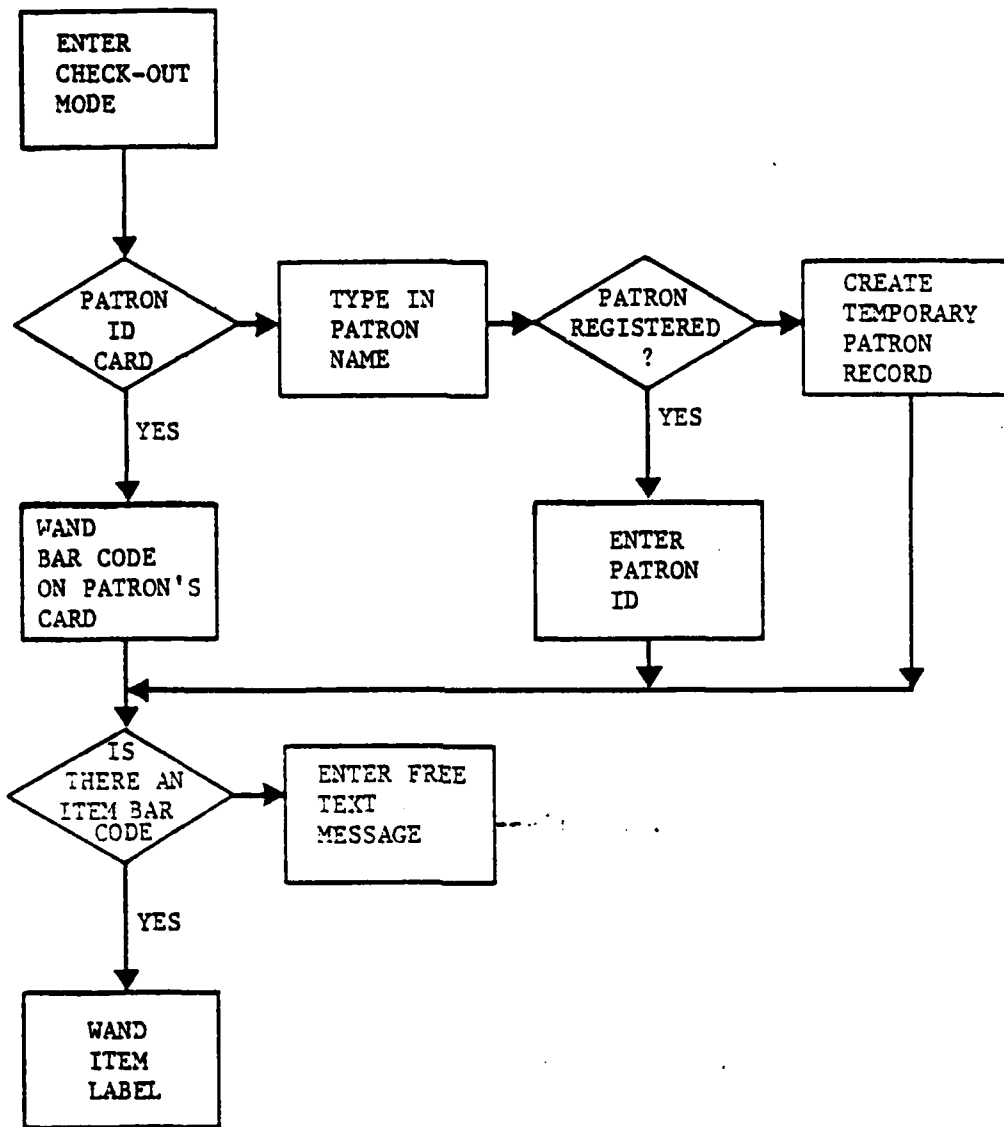 ENTER
CHECK-OUT
MODE
PATRON
ID
CARD
TYPE IN
PATRON
NAME
PATRON
REGISTERED
?
CREATE
TEMPORARY
PATRON
RECORD
YES
YES
WAND
BAR CODE
ON PATRON'S
CARD
ENTER
PATRON
ID
IS
THERE AN
ITEM BAR
CODE
ENTER FREE
TEXT
MESSAGE
YES
WAND
ITEM
LABEL